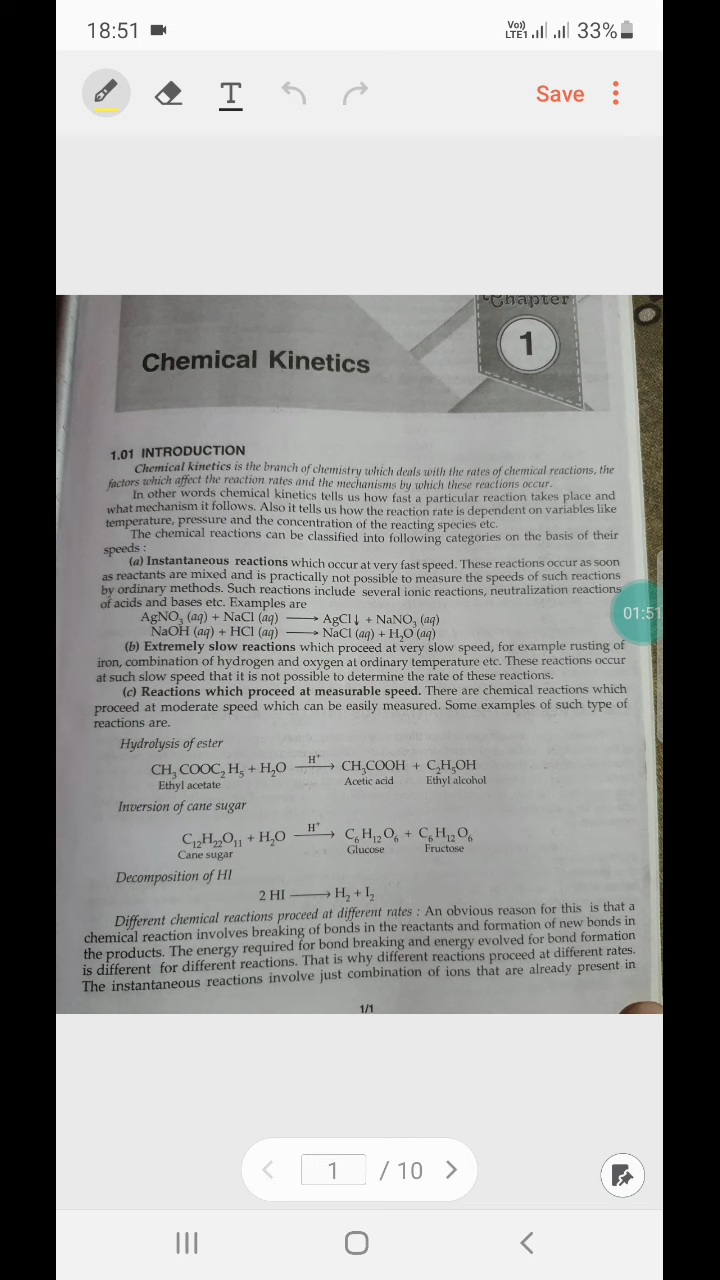 18:51
Vo))
LTE1
33%
T
Save
Chapter
1
Chemical Kinetics
1.01 INTRODUCTION
Chemical kinetics is the branch of chemistry which deals with the rates of chemical reactions, the
factors which affect the reaction rates and the mechanisms by which these reactions occur.
In other words chemical kinetics tells us how fast a particular reaction takes place and
what mechanism it follows. Also it tells us how the reaction rate is dependent on variables like
temperature, pressure and the concentration of the reacting species etc.
The chemical reactions can be classified into following categories on the basis of their
speeds :
(a) Instantaneous reactions which occur at very fast speed. These reactions occur as soon
as reactants are mixed and is practically not possible to measure the speeds of such reactions
by ordinary methods. Such reactions include several ionic reactions, neutralization reactions
of acids and bases etc. Examples are
AgNO₃ (aq) + NaCl (aq) ⟶ AgCl↓ + NaNO₃ (aq)
NaOH (aq) + HCl (aq) ⟶ NaCl (aq) + H₂O (aq)
01:51
(b) Extremely slow reactions which proceed at very slow speed, for example rusting of
iron, combination of hydrogen and oxygen at ordinary temperature etc. These reactions occur
at such slow speed that it is not possible to determine the rate of these reactions.
(c) Reactions which proceed at measurable speed. There are chemical reactions which
proceed at moderate speed which can be easily measured. Some examples of such type of
reactions are.
Hydrolysis of ester
H⁺
CH₃ COOC₂ H₅ + H₂O ⟶ CH₃COOH + C₂H₅OH
Ethyl acetate Acetic acid Ethyl alcohol
Inversion of cane sugar
H⁺
C₁₂H₂₂O₁₁ + H₂O ⟶ C₆ H₁₂ O₆ + C₆ H₁₂ O₆
Cane sugar Glucose Fructose
Decomposition of HI
2 HI ⟶ H₂ + I₂
Different chemical reactions proceed at different rates : An obvious reason for this is that a
chemical reaction involves breaking of bonds in the reactants and formation of new bonds in
the products. The energy required for bond breaking and energy evolved for bond formation
is different for different reactions. That is why different reactions proceed at different rates.
The instantaneous reactions involve just combination of ions that are already present in
1/1
1 / 10